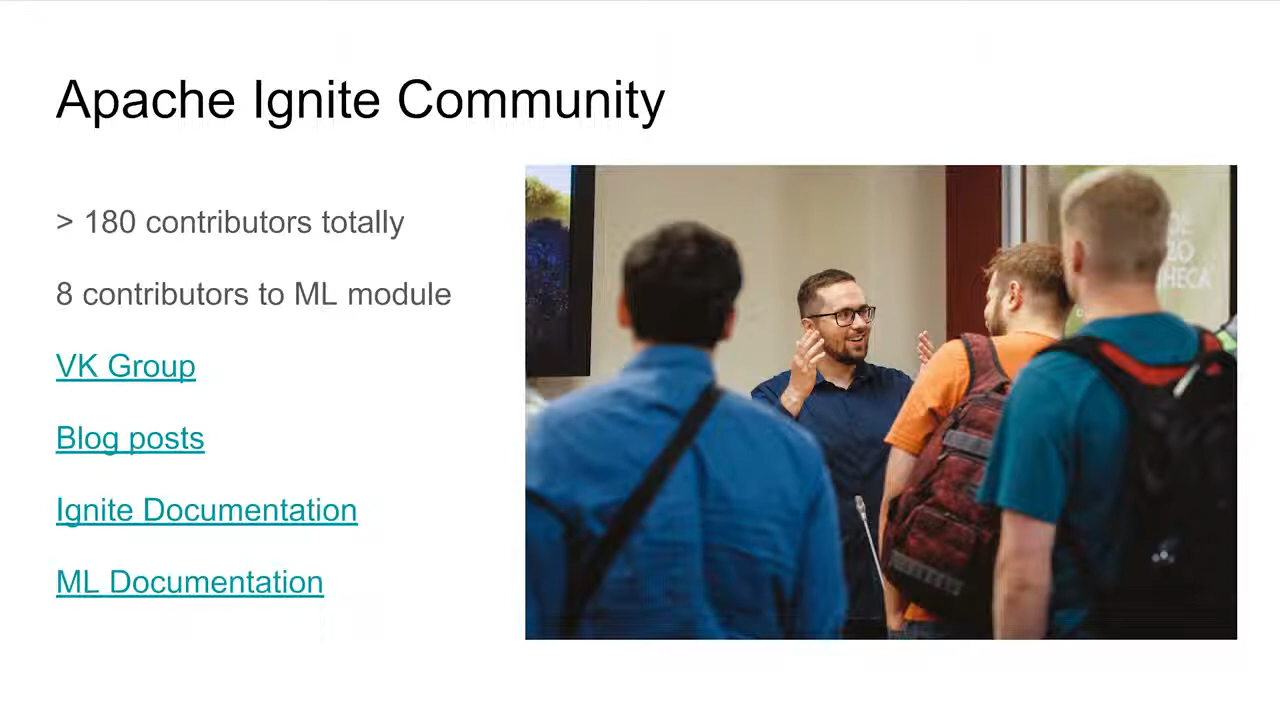 Apache Ignite Community
> 180 contributors totally
8 contributors to ML module
VK Group
Blog posts
Ignite Documentation
ML Documentation